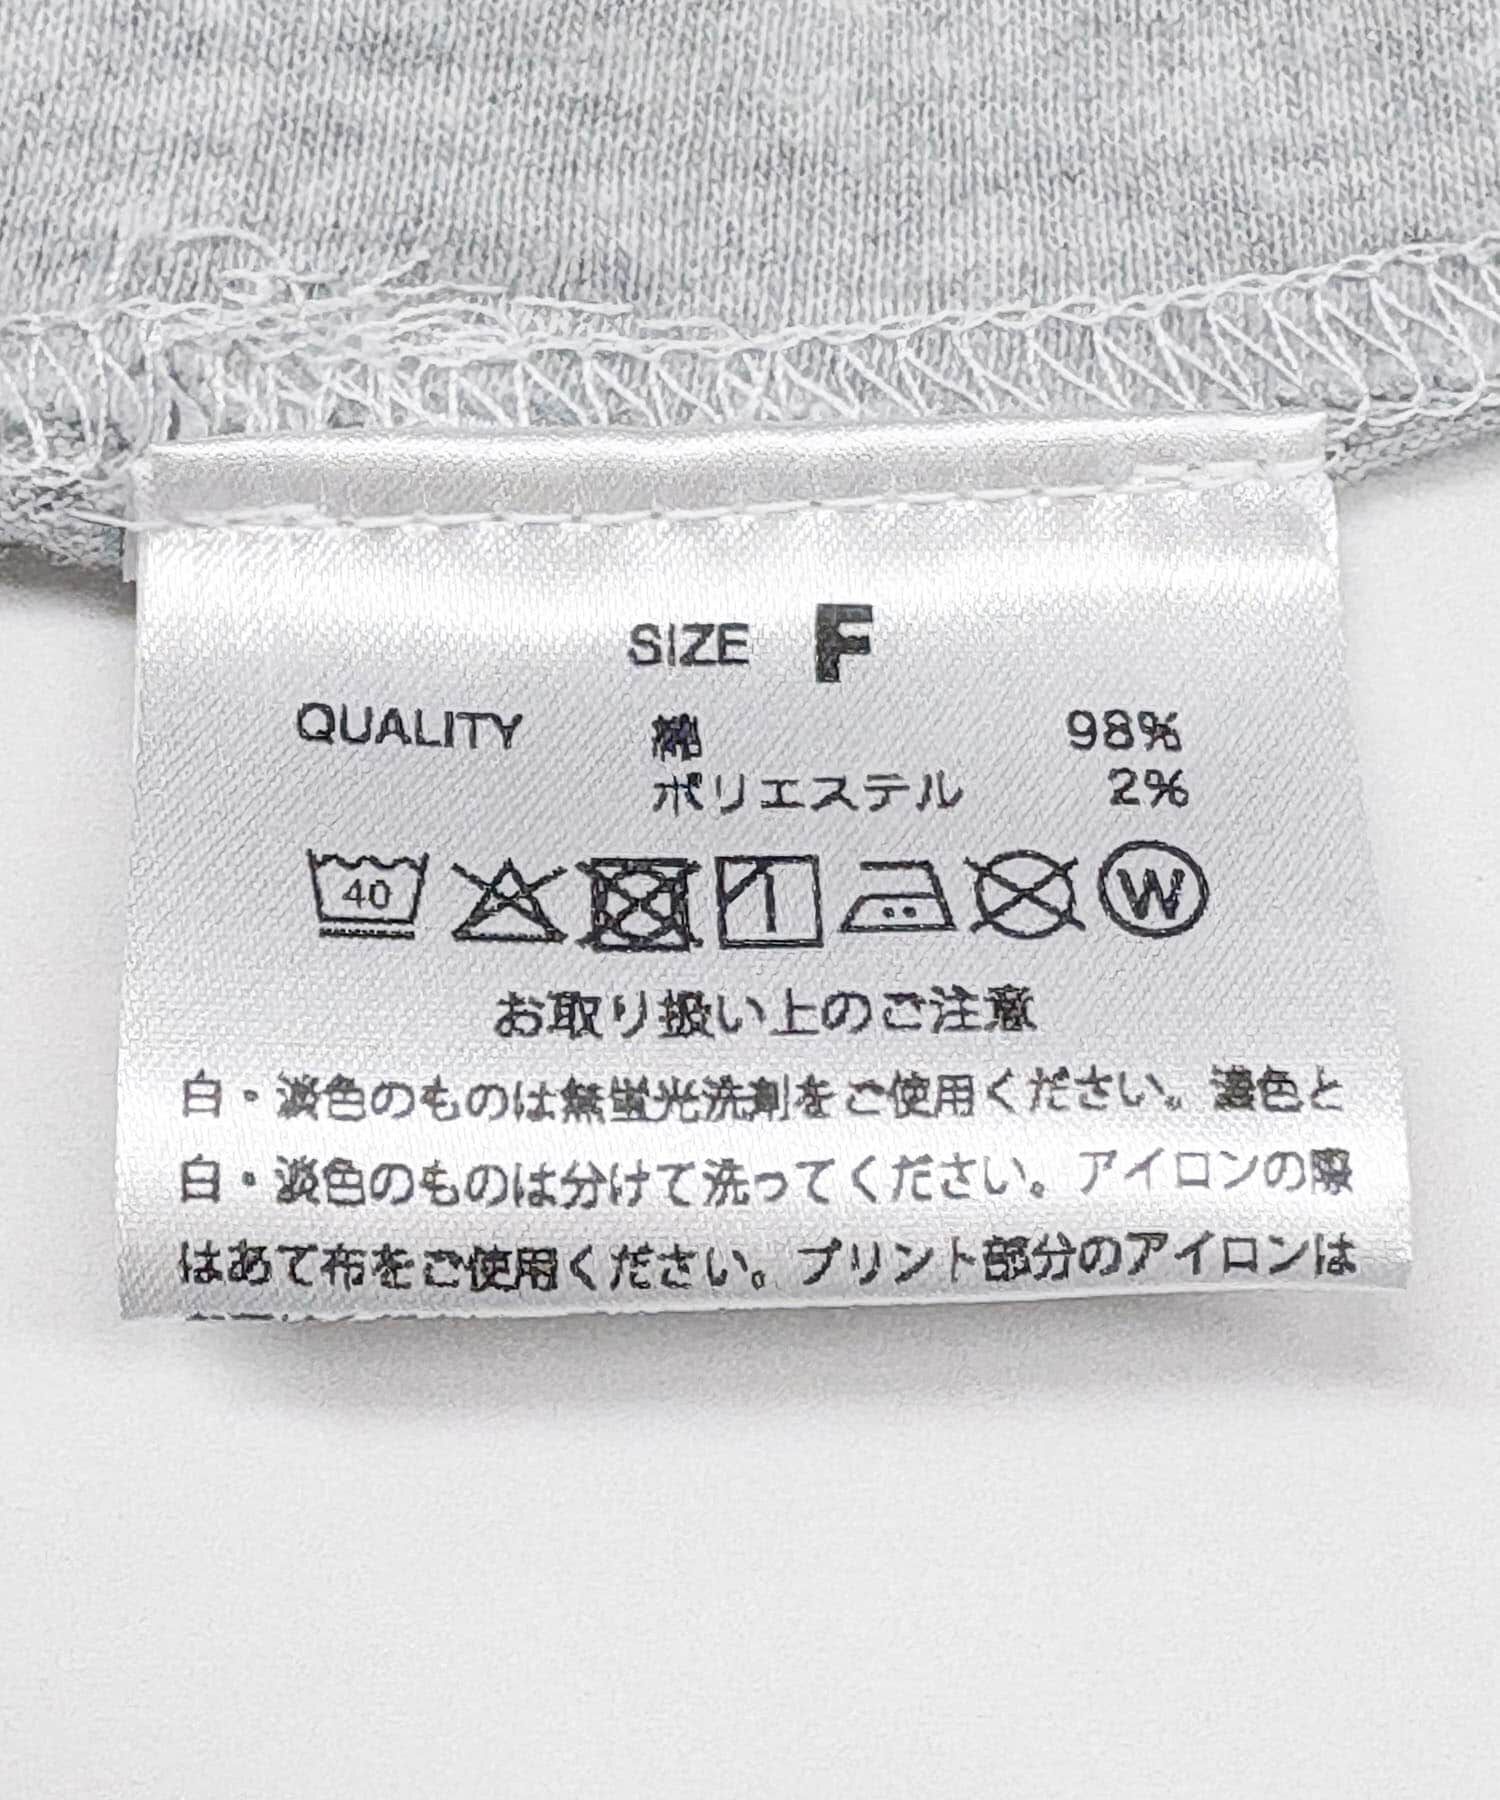 SIZE F
QUALITY 綿 98%
ポリエステル 2%
40 W
お取り扱い上のご注意
白・淡色のものは無蛍光洗剤をご使用ください。濃色と
白・淡色のものは分けて洗ってください。アイロンの際
はあて布をご使用ください。プリント部分のアイロンは